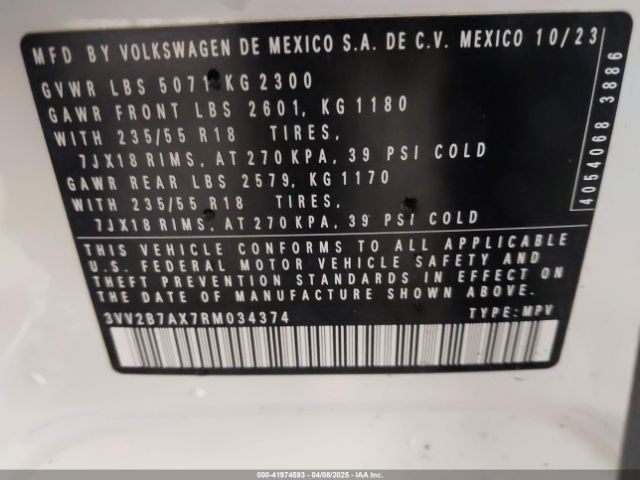 MFD BY VOLKSWAGEN DE MEXICO S.A. DE C.V. MEXICO 10/23
GVWR LBS 5071 KG 2300
GAWR FRONT LBS 2601, KG 1180
WITH 235/55 R18 TIRES,
7JX18 RIMS, AT 270 KPA, 39 PSI COLD
GAWR REAR LBS 2579, KG 1170
WITH 235/55 R18 TIRES,
7JX18 RIMS, AT 270 KPA, 39 PSI COLD
4054068 3886
THIS VEHICLE CONFORMS TO ALL APPLICABLE
U.S. FEDERAL MOTOR VEHICLE SAFETY AND
THEFT PREVENTION STANDARDS IN EFFECT ON
THE DATE OF MANUFACTURE SHOWN ABOVE.
3VV2B7AX7RM034374 TYPE: MPV
000-41974593 - 04/08/2025 - IAAI.COM